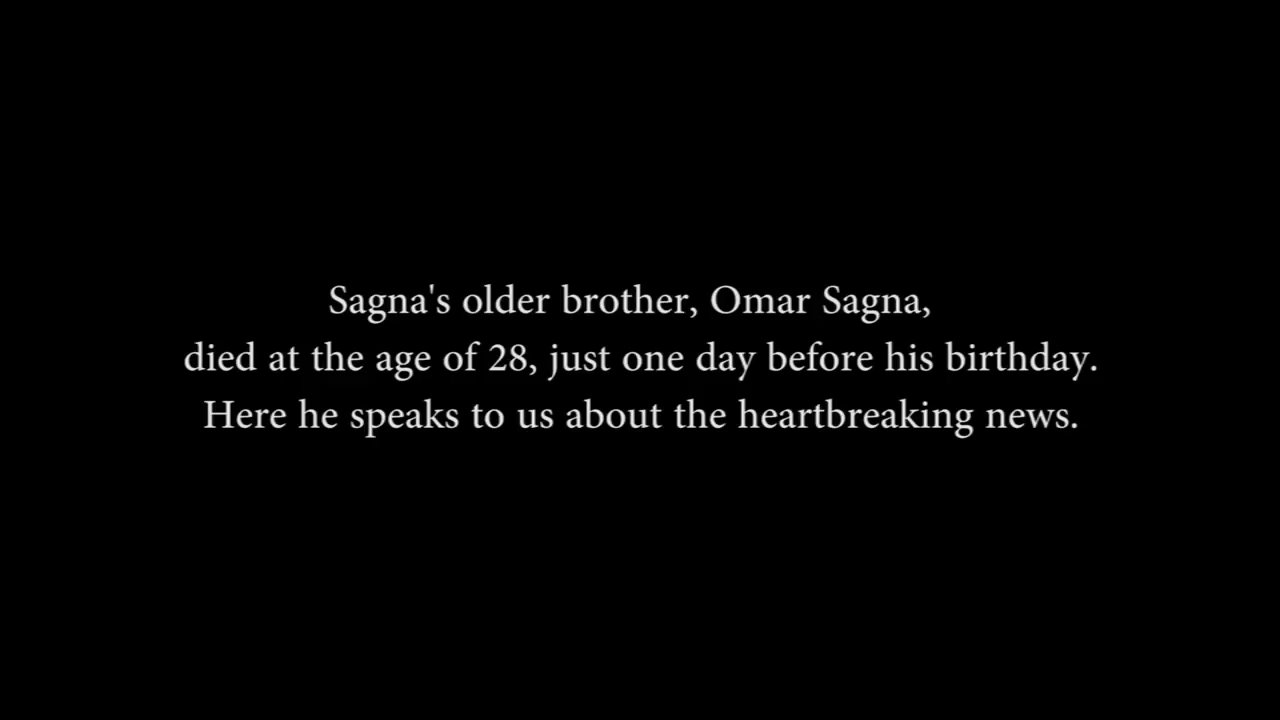 Sagna's older brother, Omar Sagna,
died at the age of 28, just one day before his birthday.
Here he speaks to us about the heartbreaking news.